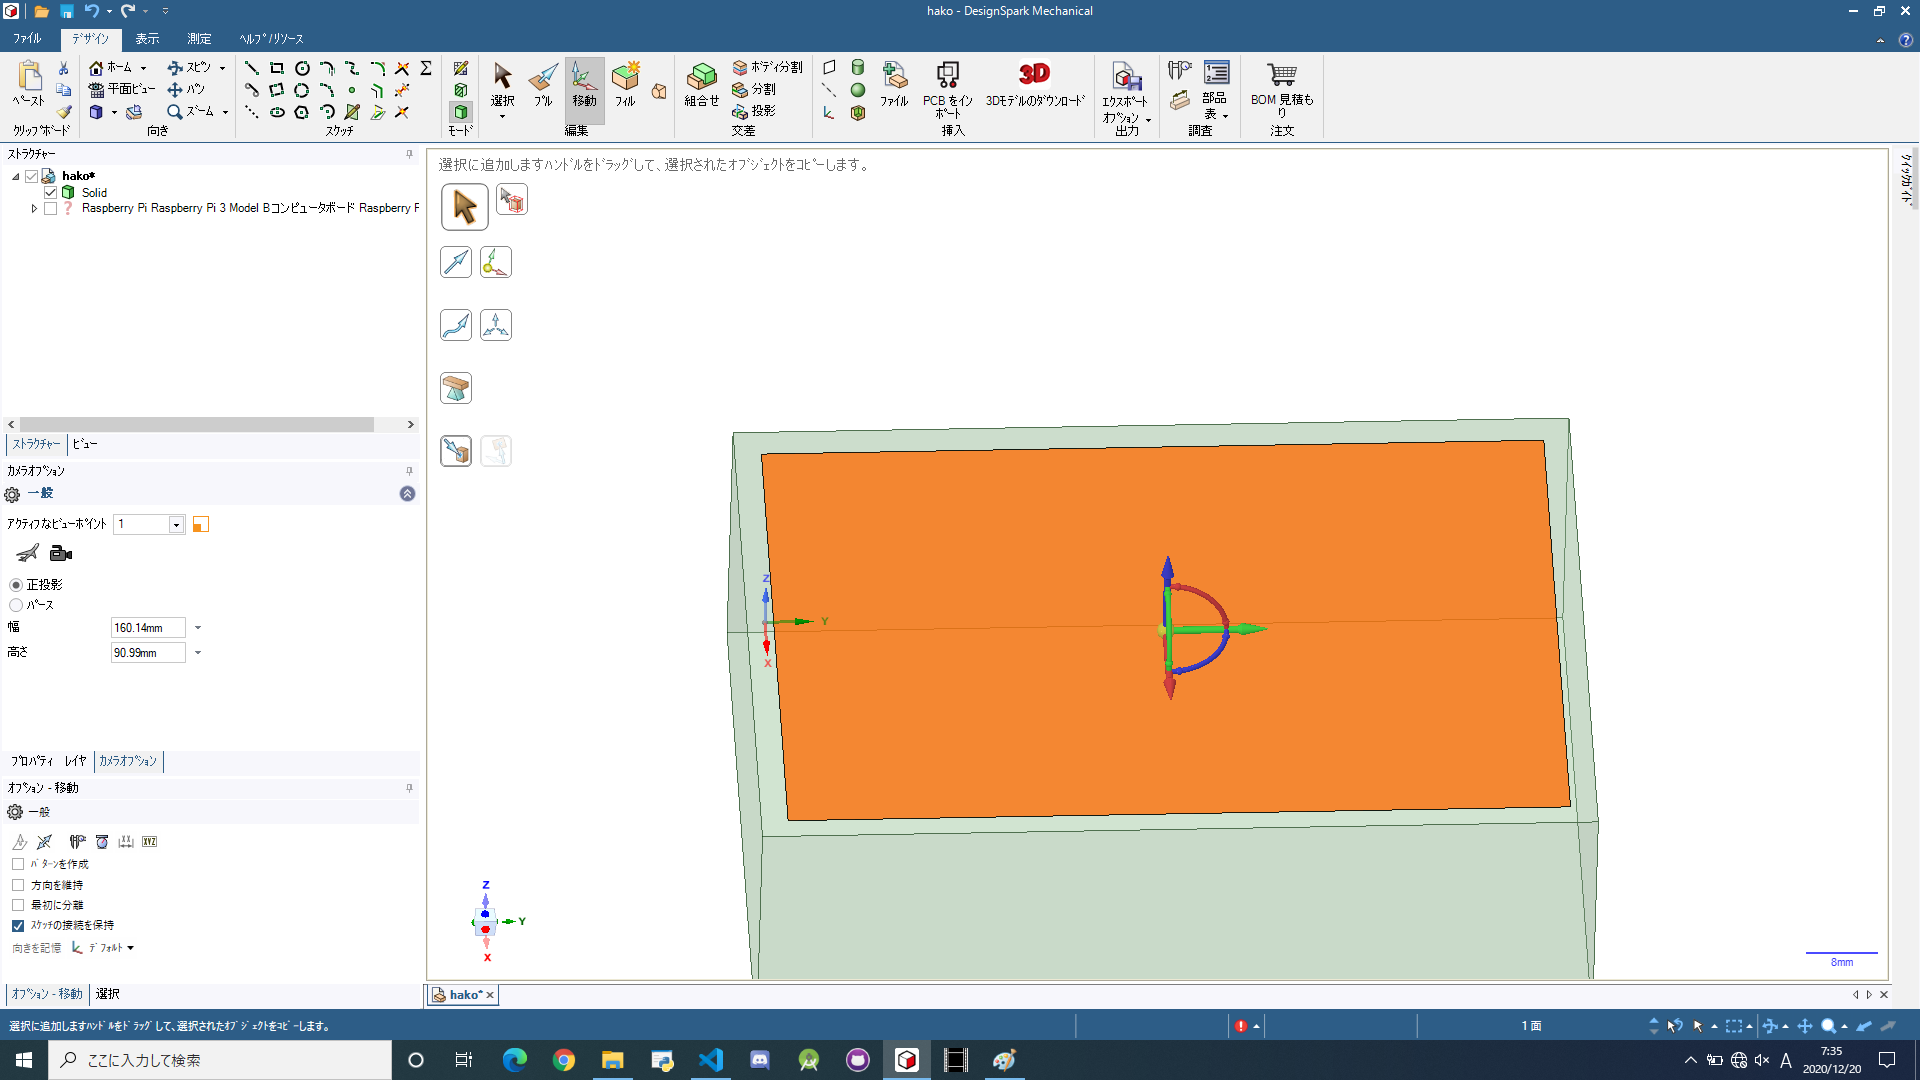 hako - DesignSpark Mechanical
ファイル デザイン 表示 測定 ヘルプ/リソース
ペースト
クリップボード
ホーム
平面ビュー
スピン
パン
ズーム
向き
スケッチ
モード
選択
プル
移動
フィル
編集
組合せ
ボディ分割
分割
投影
交差
ファイル
PCB をインポート
3D
3Dモデルのダウンロード
挿入
エクスポート
オプション
出力
部品
表
調査
BOM 見積も
り
注文
ストラクチャー
hako*
Solid
Raspberry Pi Raspberry Pi 3 Model Bコンピュータボード Raspberry P
ストラクチャー ビュー
カメラオプション
一般
アクティブなビューポイント 1
正投影
パース
幅 160.14mm
高さ 90.99mm
プロパティ レイヤ カメラオプション
オプション - 移動
一般
XYZ
パターンを作成
方向を維持
最初に分離
スケッチの接続を保持
向きを記憶 デフォルト
オプション - 移動 選択
選択に追加しますハンドルをドラッグして、選択されたオブジェクトをコピーします。
Z
Y
X
Z
Y
X
8mm
クイックガイド
hako*
選択に追加しますハンドルをドラッグして、選択されたオブジェクトをコピーします。
1 面
ここに入力して検索
A
7:35
2020/12/20